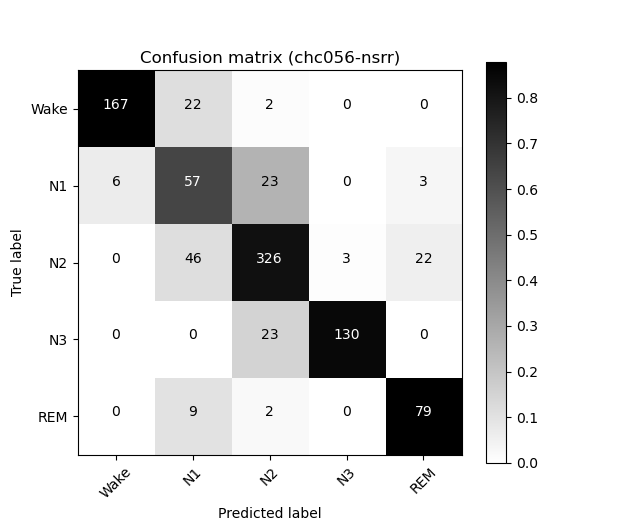 Confusion matrix (chc056-nsrr)
Wake 167 22 2 0 0
N1 6 57 23 0 3
N2 0 46 326 3 22
N3 0 0 23 130 0
REM 0 9 2 0 79
Wake N1 N2 N3 REM
Predicted label
True label
0.8
0.7
0.6
0.5
0.4
0.3
0.2
0.1
0.0